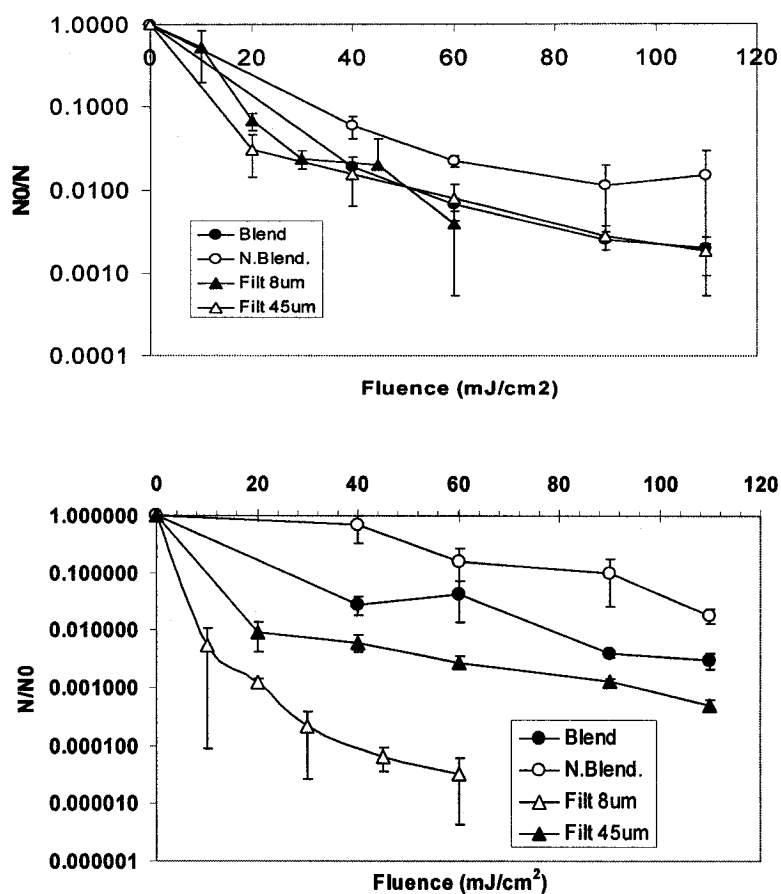 1.0000
0.1000
0.0100
0.0010
0.0001
0 20 40 60 80 100 120
N0/N
Blend
N.Blend.
Filt 8um
Filt 45um
Fluence (mJ/cm2)
0 20 40 60 80 100 120
1.000000
0.100000
0.010000
0.001000
0.000100
0.000010
0.000001
N/N0
Blend
N.Blend.
Filt 8um
Filt 45um
Fluence (mJ/cm²)